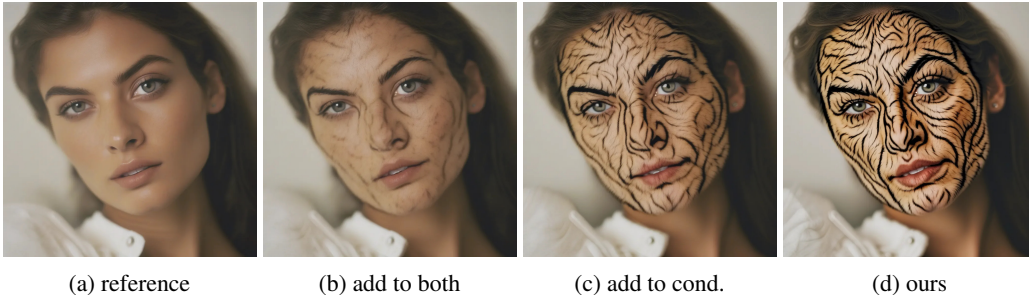 (a) reference
(b) add to both
(c) add to cond.
(d) ours